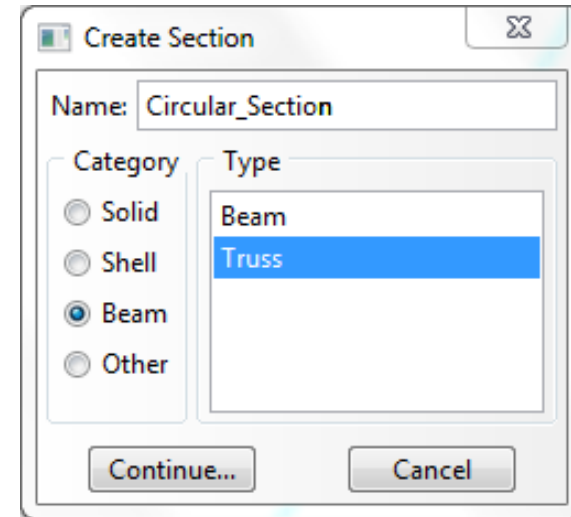 Create Section
Name: Circular_Section
Category
Type
Solid
Shell
Beam
Other
Beam
Truss
Continue...
Cancel